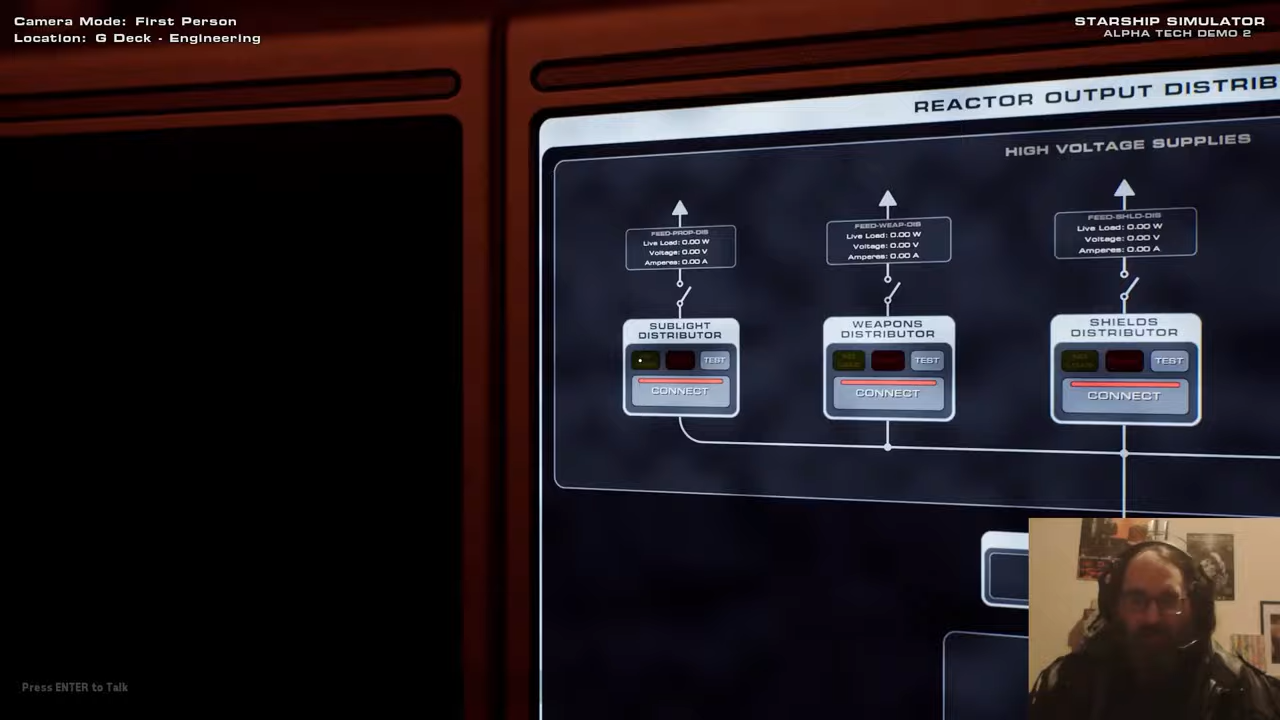 Camera Mode: First Person
Location: G Deck - Engineering
STARSHIP SIMULATOR
ALPHA TECH DEMO 2
REACTOR OUTPUT DISTRIB
HIGH VOLTAGE SUPPLIES
FEED-PROP-DIS
Live Load: 0.00 W
Voltage: 0.00 V
Amperes: 0.00 A
FEED-WEAP-DIS
Live Load: 0.00 W
Voltage: 0.00 V
Amperes: 0.00 A
FEED-SHLD-DIS
Live Load: 0.00 W
Voltage: 0.00 V
Amperes: 0.00 A
SUBLIGHT
DISTRIBUTOR
TEST
CONNECT
WEAPONS
DISTRIBUTOR
TEST
CONNECT
SHIELDS
DISTRIBUTOR
TEST
CONNECT
Press ENTER to Talk